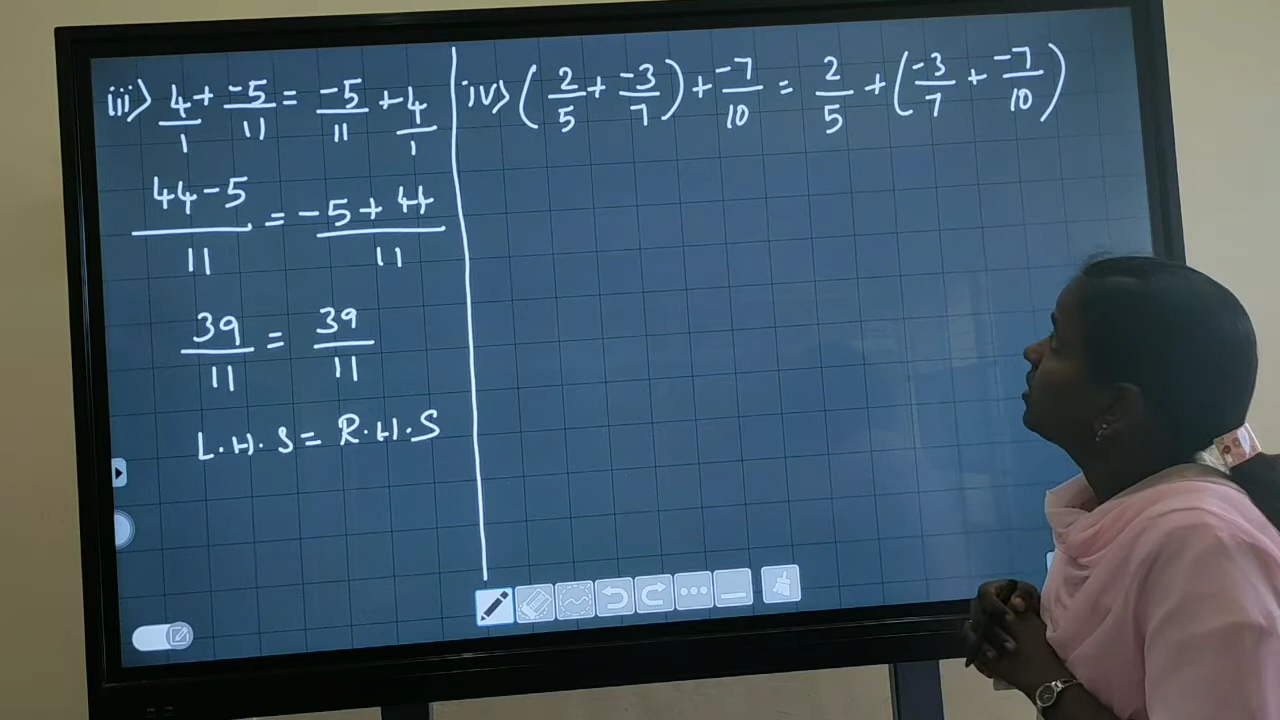 iii) 4/1 + -5/11 = -5/11 + 4/1
44-5/11 = -5+44/11
39/11 = 39/11
L.H.S = R.H.S
iv) (2/5 + -3/7) + -7/10 = 2/5 + (-3/7 + -7/10)